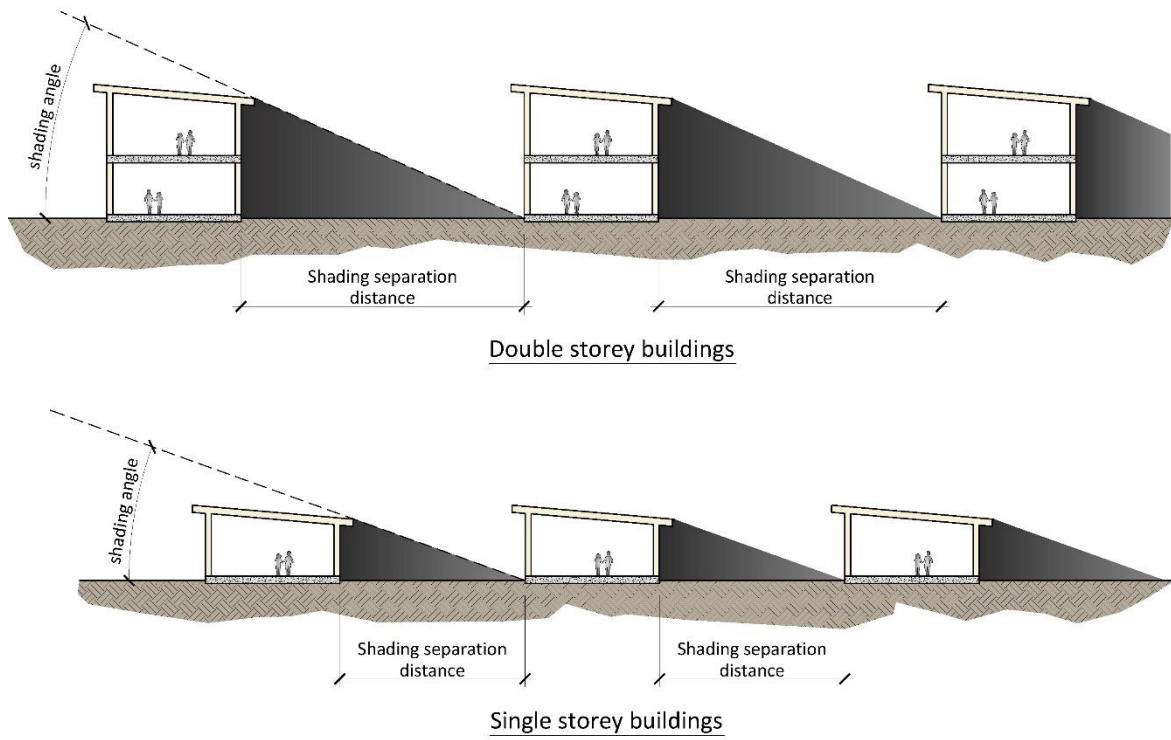 shading angle
Shading separation
distance
Shading separation
distance
Double storey buildings
shading angle
Shading separation
distance
Shading separation
distance
Single storey buildings